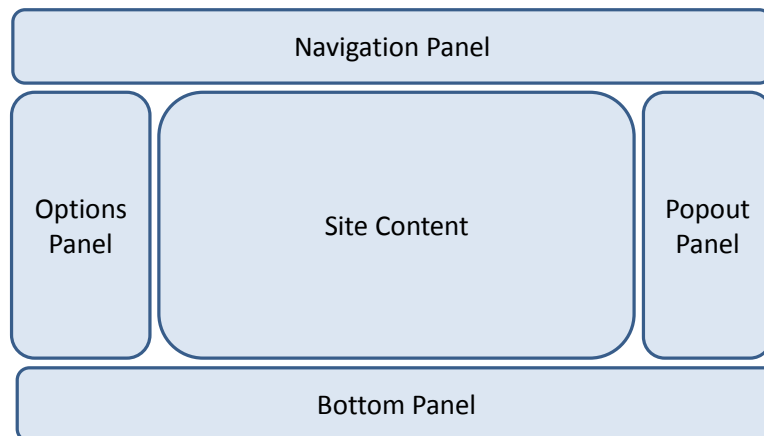 Navigation Panel
Options
Panel
Site Content
Popout
Panel
Bottom Panel